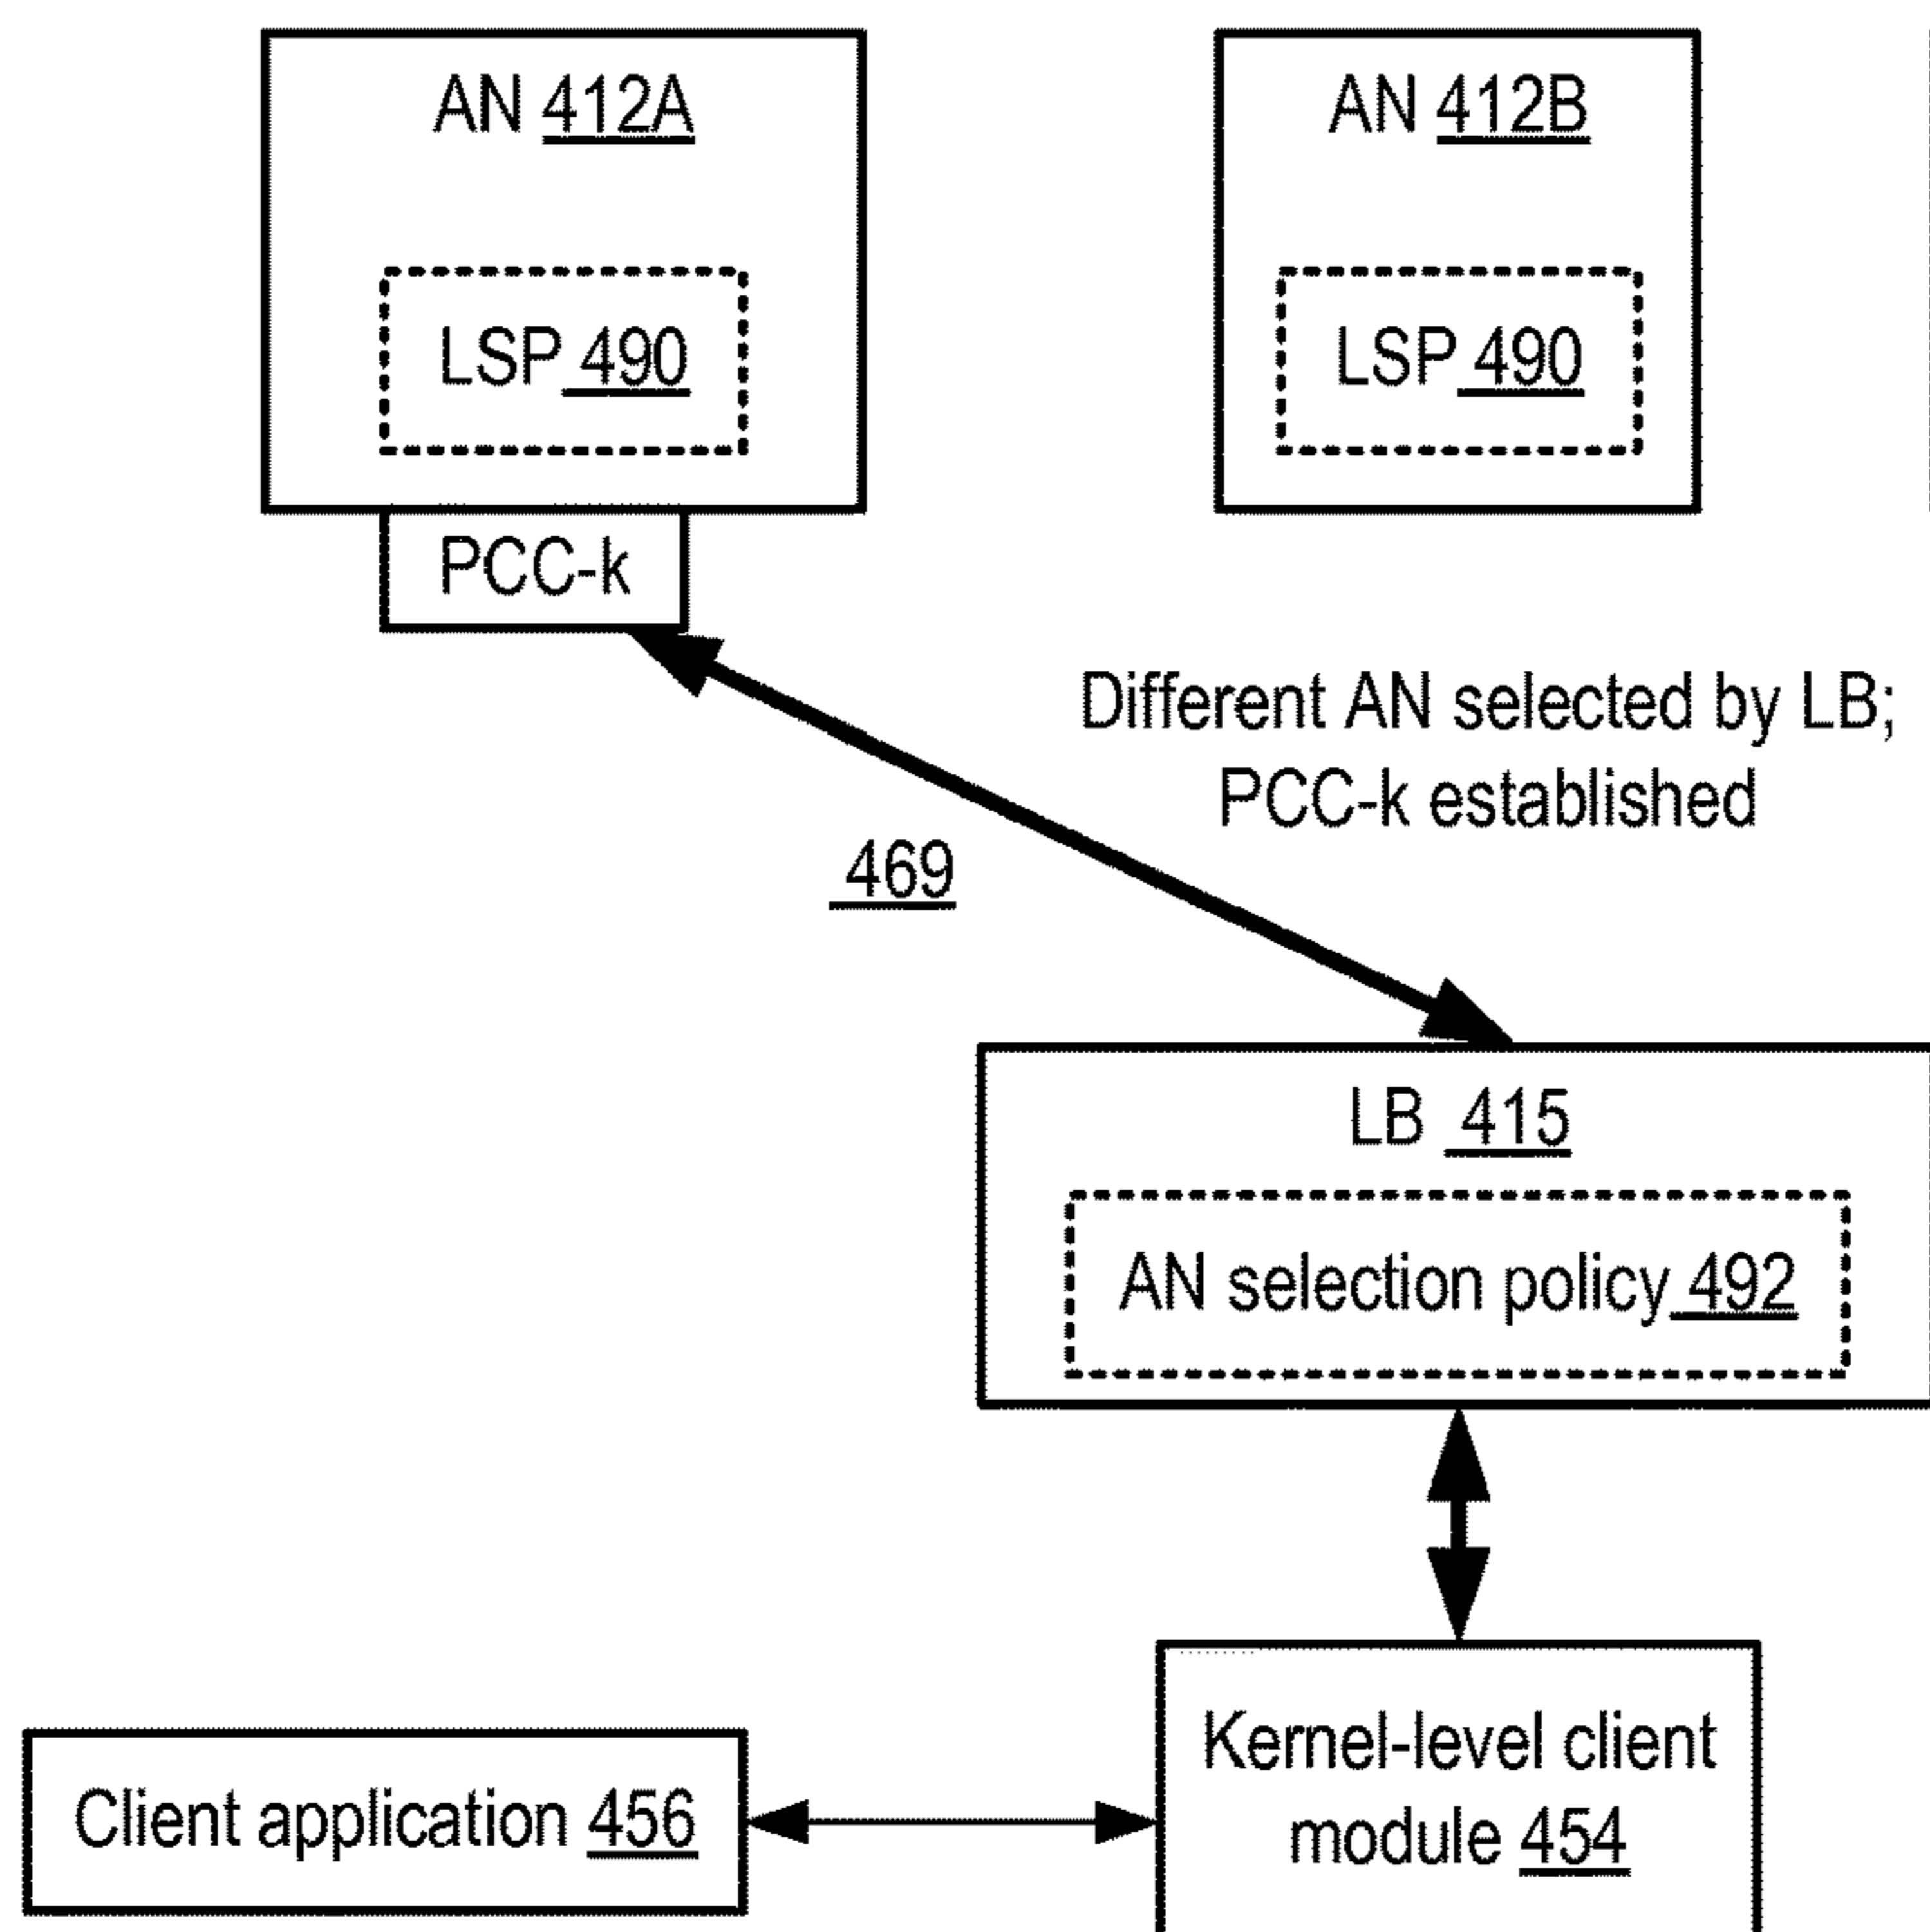 AN 412A
AN 412B
LSP 490
LSP 490
PCC-k
Different AN selected by LB;
PCC-k established
469
LB 415
AN selection policy 492
Kernel-level client
module 454
Client application 456